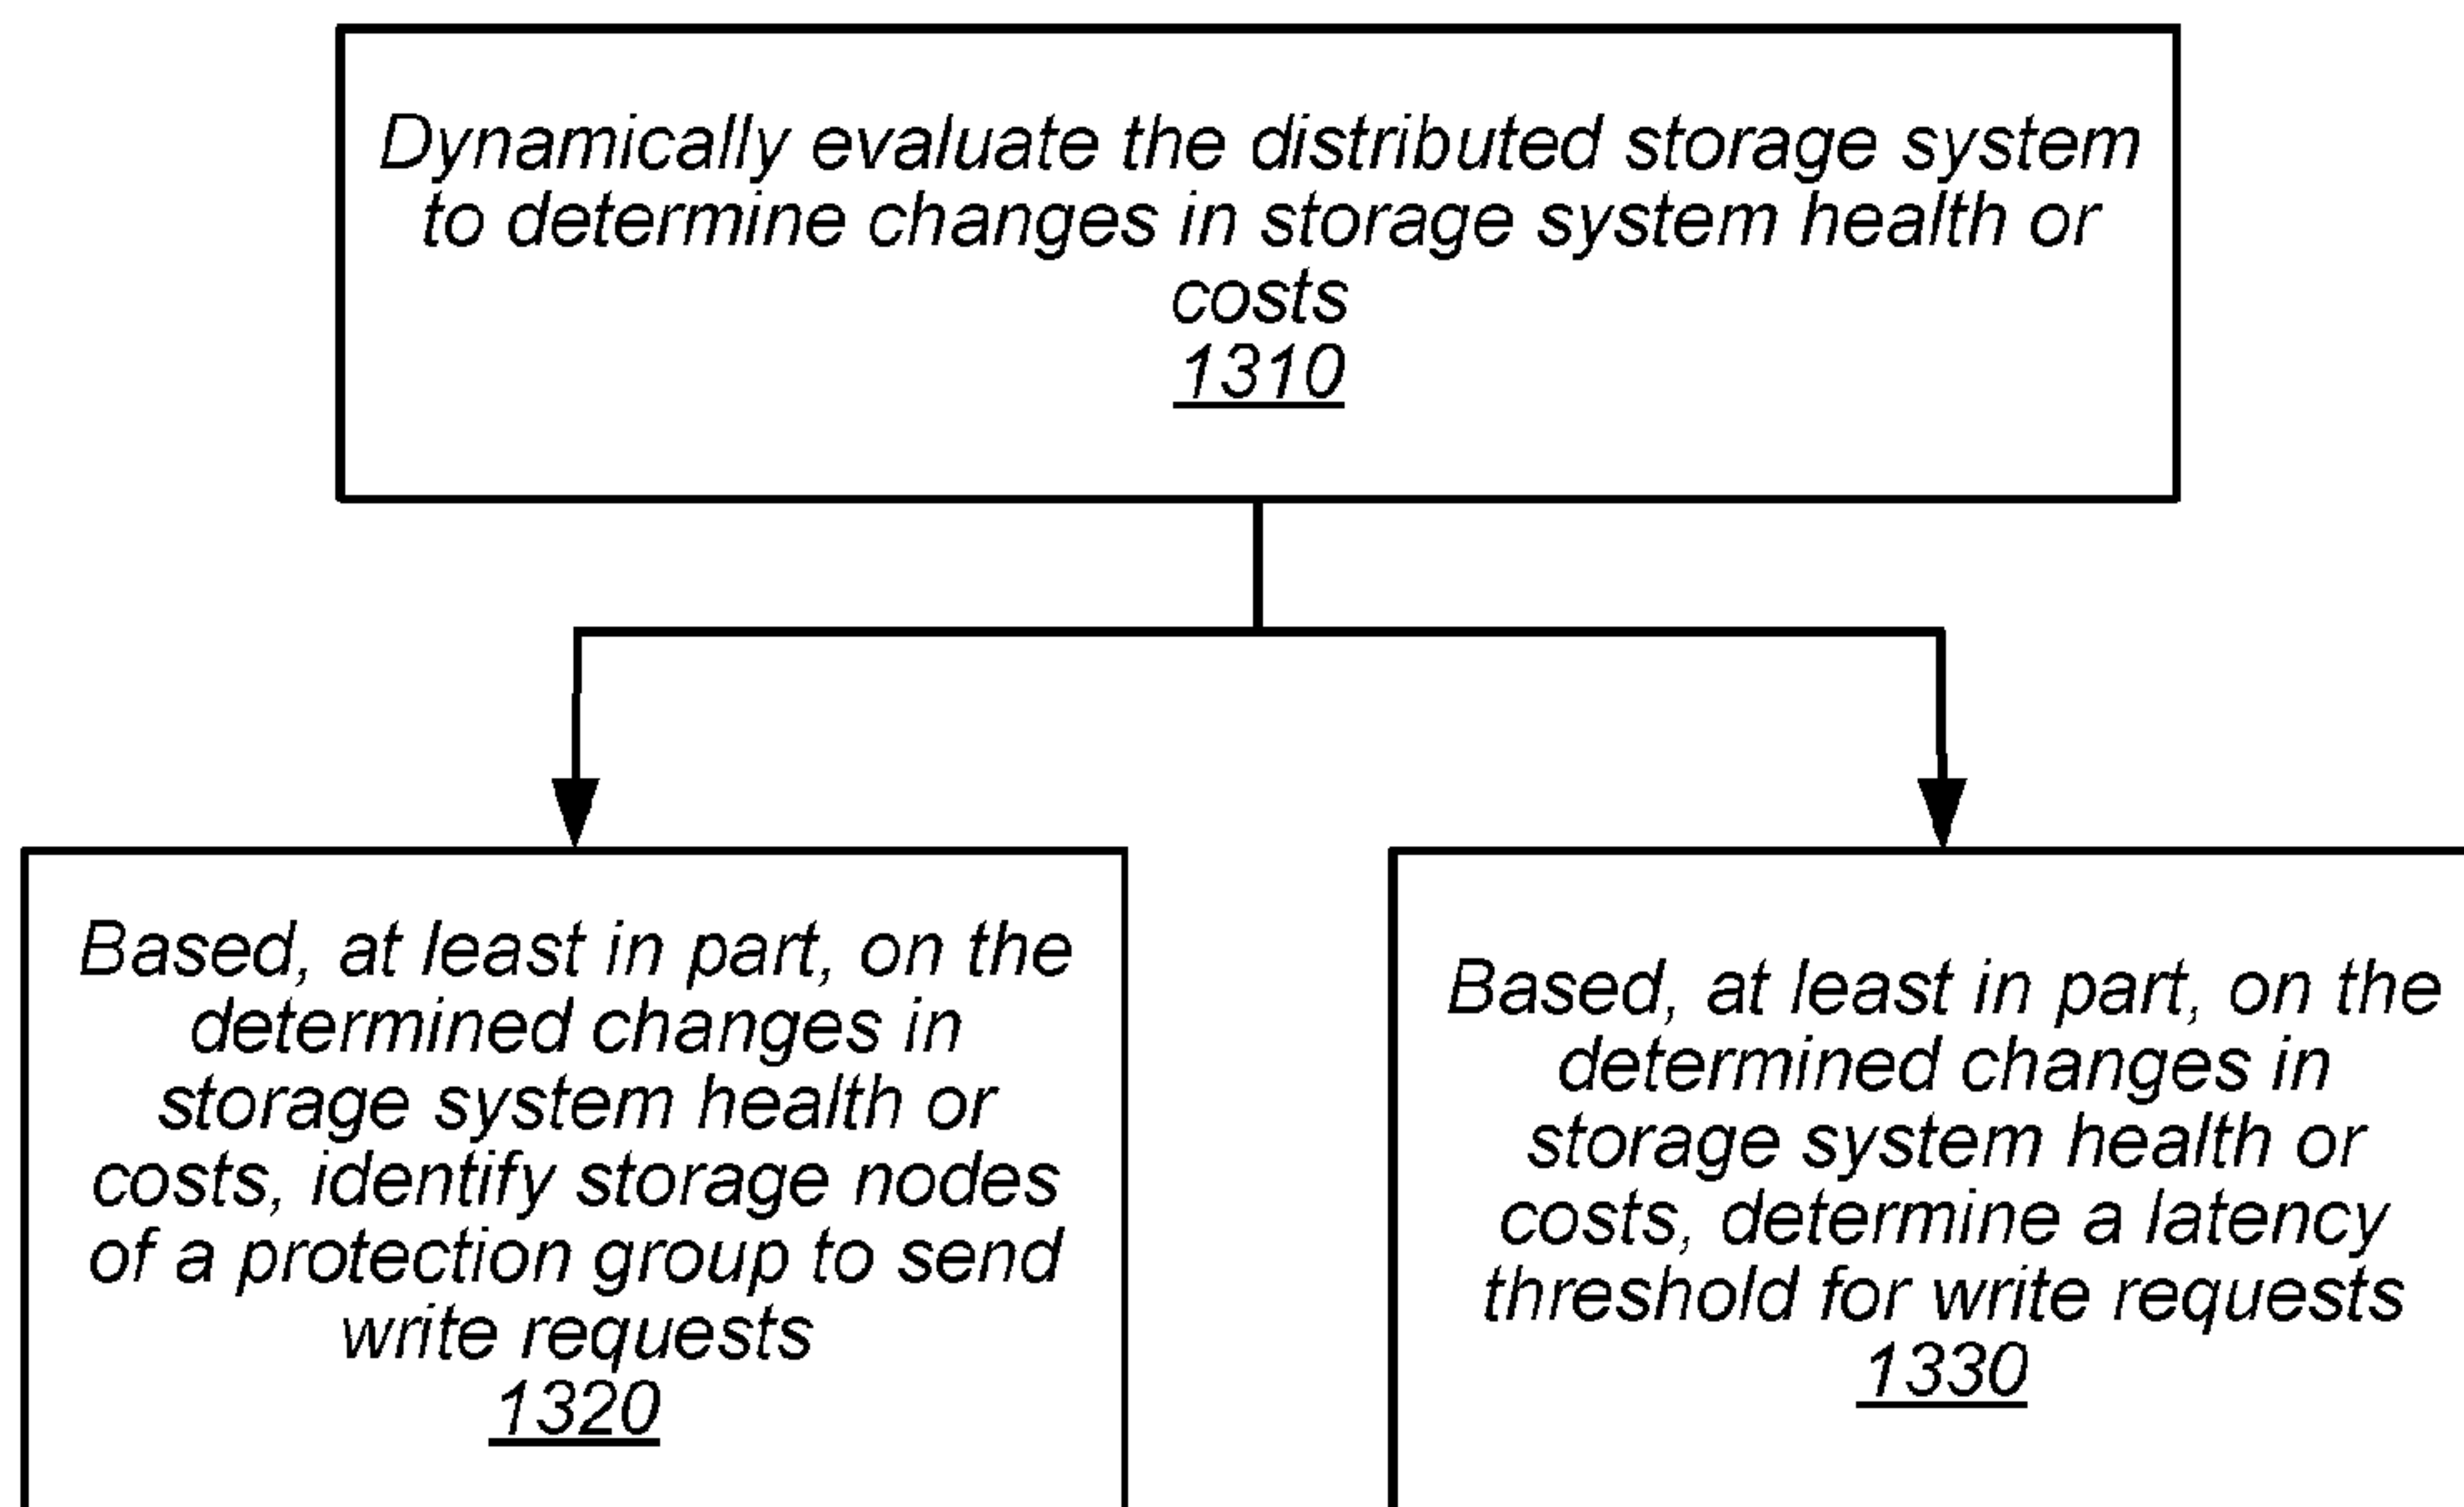 Dynamically evaluate the distributed storage system
to determine changes in storage system health or
costs
1310
Based, at least in part, on the
determined changes in
storage system health or
costs, identify storage nodes
of a protection group to send
write requests
1320
Based, at least in part, on the
determined changes in
storage system health or
costs, determine a latency
threshold for write requests
1330